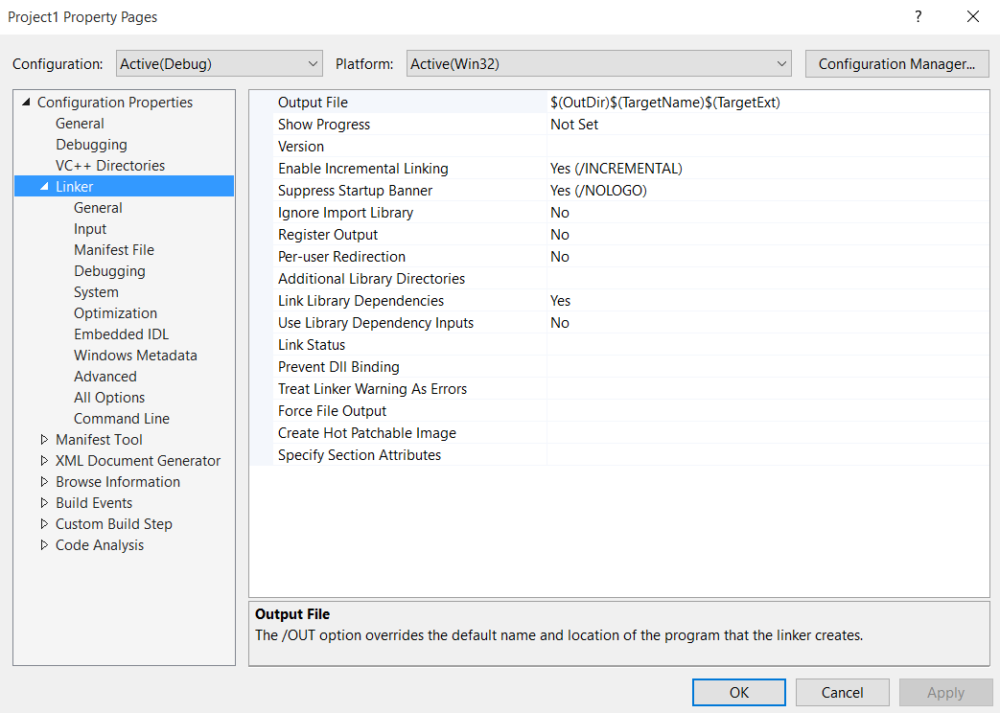 Project1 Property Pages
?
Configuration: Active(Debug) Platform: Active(Win32) Configuration Manager...
Configuration Properties
General
Debugging
VC++ Directories
Linker
General
Input
Manifest File
Debugging
System
Optimization
Embedded IDL
Windows Metadata
Advanced
All Options
Command Line
Manifest Tool
XML Document Generator
Browse Information
Build Events
Custom Build Step
Code Analysis
Output File $(OutDir)$(TargetName)$(TargetExt)
Show Progress Not Set
Version
Enable Incremental Linking Yes (/INCREMENTAL)
Suppress Startup Banner Yes (/NOLOGO)
Ignore Import Library No
Register Output No
Per-user Redirection No
Additional Library Directories
Link Library Dependencies Yes
Use Library Dependency Inputs No
Link Status
Prevent Dll Binding
Treat Linker Warning As Errors
Force File Output
Create Hot Patchable Image
Specify Section Attributes
Output File
The /OUT option overrides the default name and location of the program that the linker creates.
OK Cancel Apply